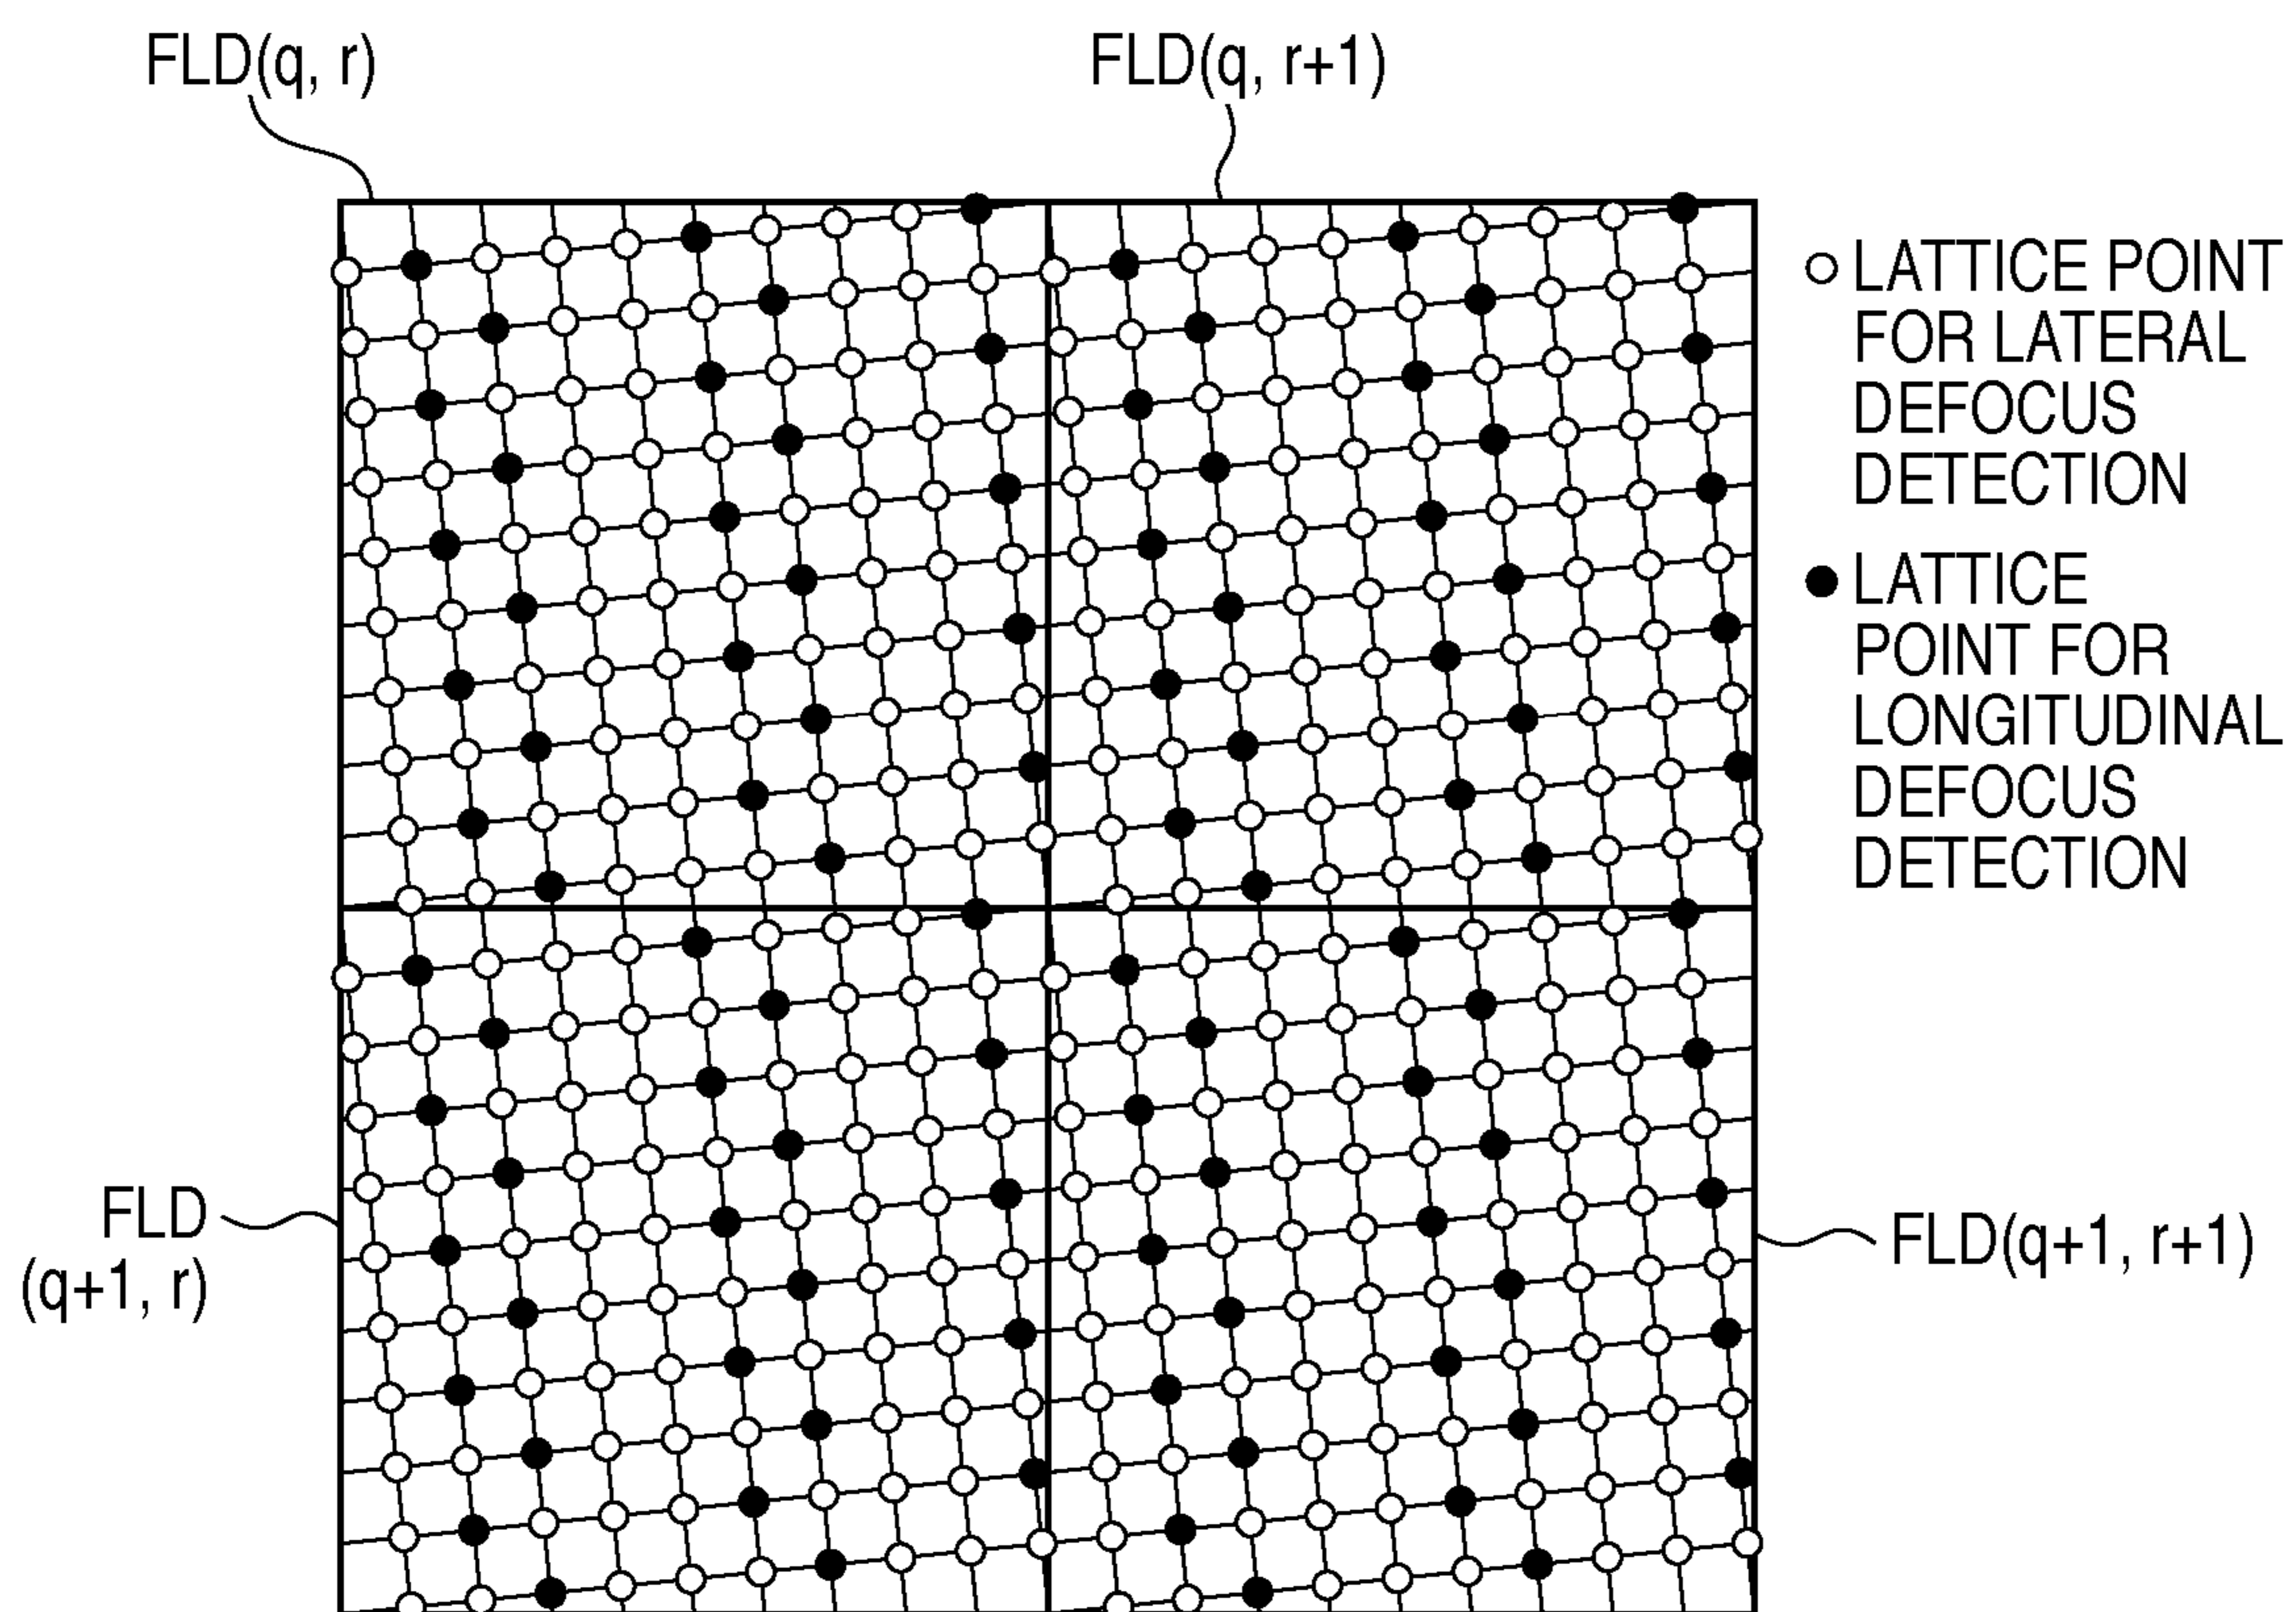 FLD(q, r)
FLD(q, r+1)
LATTICE POINT
FOR LATERAL
DEFOCUS
DETECTION
LATTICE
POINT FOR
LONGITUDINAL
DEFOCUS
DETECTION
FLD
(q+1, r)
FLD(q+1, r+1)